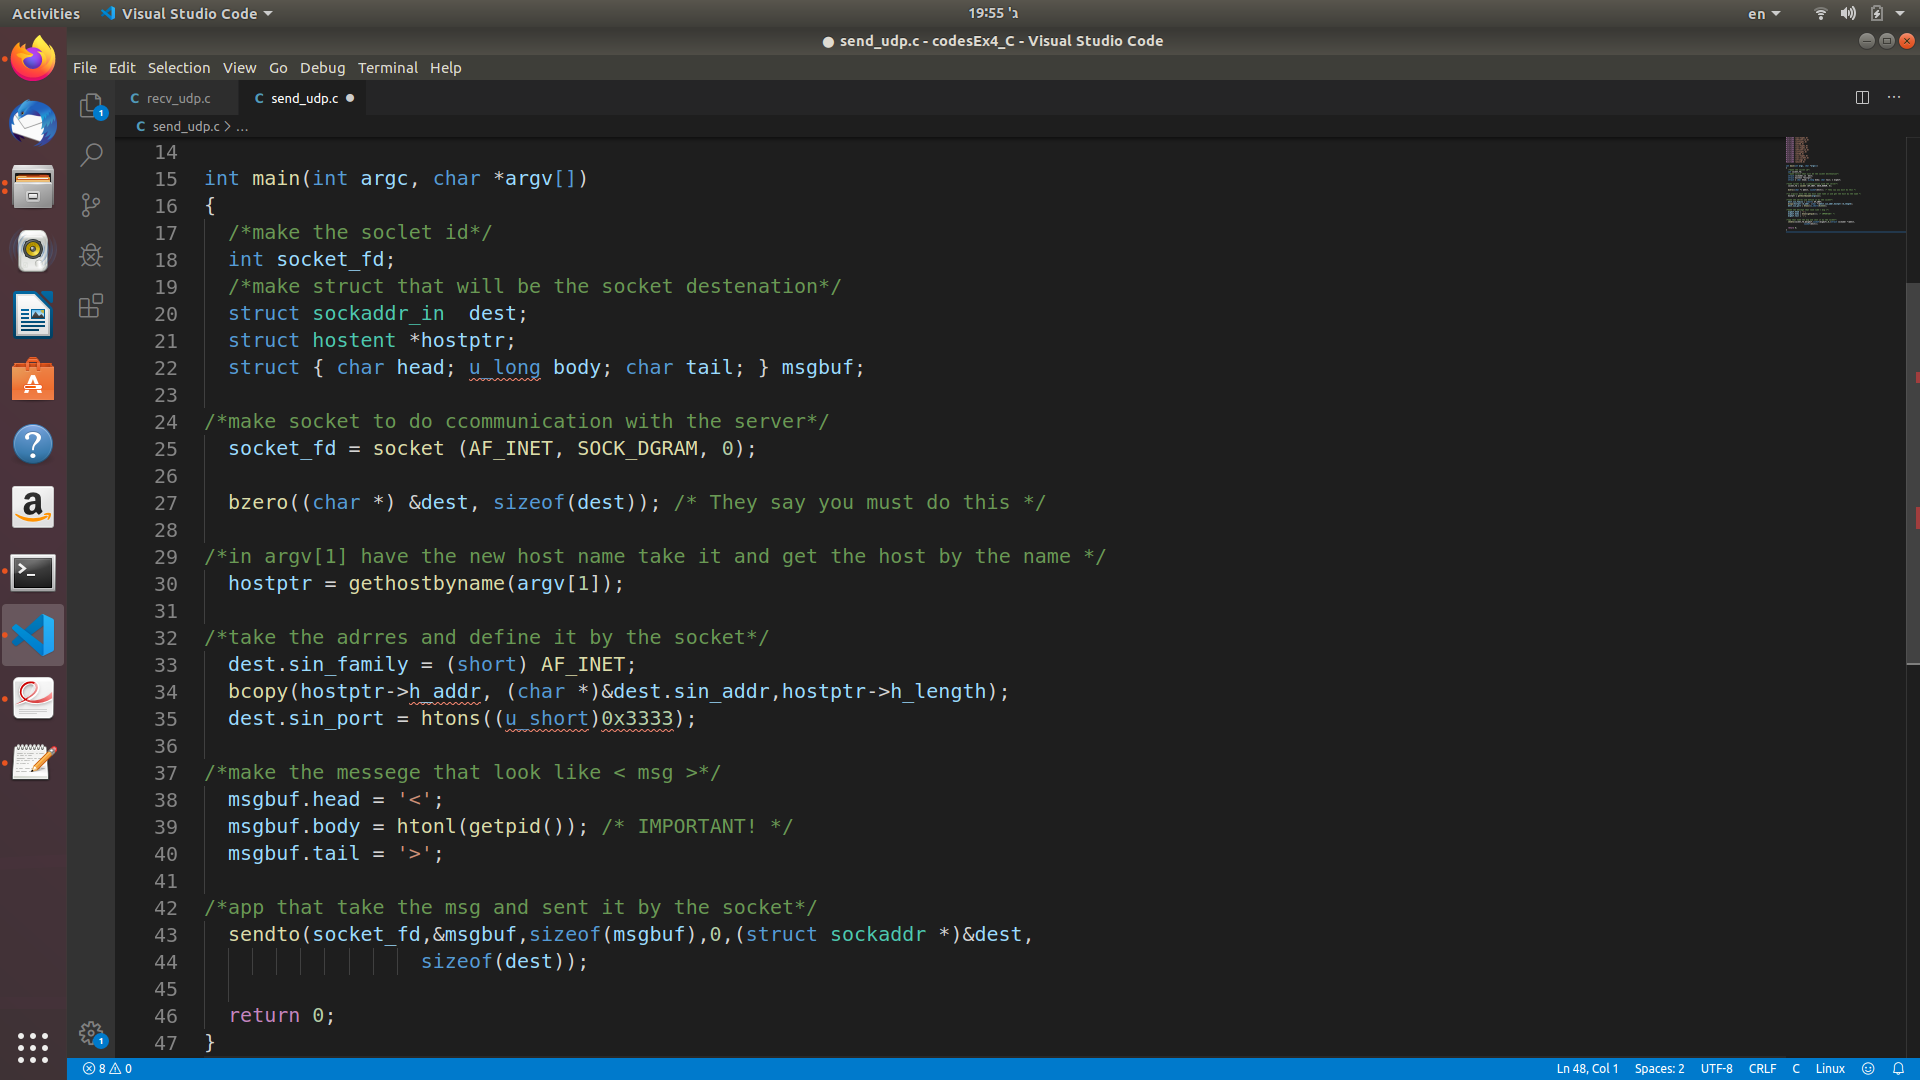 Activities
Visual Studio Code
ג' 19:55
en
● send_udp.c - codesEx4_C - Visual Studio Code
File Edit Selection View Go Debug Terminal Help
C recv_udp.c
C send_udp.c ●
C send_udp.c > ...
14
15 int main(int argc, char *argv[])
16 {
17 /*make the soclet id*/
18 int socket_fd;
19 /*make struct that will be the socket destenation*/
20 struct sockaddr_in  dest;
21 struct hostent *hostptr;
22 struct { char head; u_long body; char tail; } msgbuf;
23
24 /*make socket to do ccommunication with the server*/
25 socket_fd = socket (AF_INET, SOCK_DGRAM, 0);
26
27 bzero((char *) &dest, sizeof(dest)); /* They say you must do this */
28
29 /*in argv[1] have the new host name take it and get the host by the name */
30 hostptr = gethostbyname(argv[1]);
31
32 /*take the adrres and define it by the socket*/
33 dest.sin_family = (short) AF_INET;
34 bcopy(hostptr->h_addr, (char *)&dest.sin_addr,hostptr->h_length);
35 dest.sin_port = htons((u_short)0x3333);
36
37 /*make the messege that look like < msg >*/
38 msgbuf.head = '<';
39 msgbuf.body = htonl(getpid()); /* IMPORTANT! */
40 msgbuf.tail = '>';
41
42 /*app that take the msg and sent it by the socket*/
43 sendto(socket_fd,&msgbuf,sizeof(msgbuf),0,(struct sockaddr *)&dest,
44 sizeof(dest));
45
46 return 0;
47 }
1
1
8 0
Ln 48, Col 1 Spaces: 2 UTF-8 CRLF C Linux